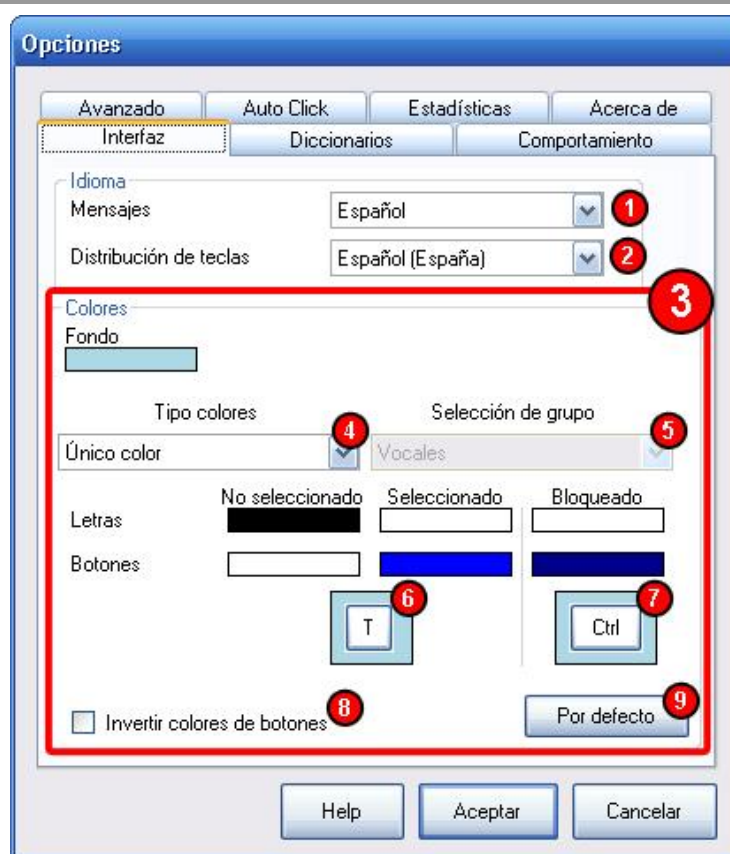 Opciones
Avanzado Auto Click Estadísticas Acerca de
Interfaz Diccionarios Comportamiento
Idioma
Mensajes Español 1
Distribución de teclas Español (España) 2
3
Colores
Fondo
Tipo colores Selección de grupo
4 5
Único color Vocales
No seleccionado Seleccionado Bloqueado
Letras
Botones
6 7
T Ctrl
8 9
Invertir colores de botones Por defecto
Help Aceptar Cancelar